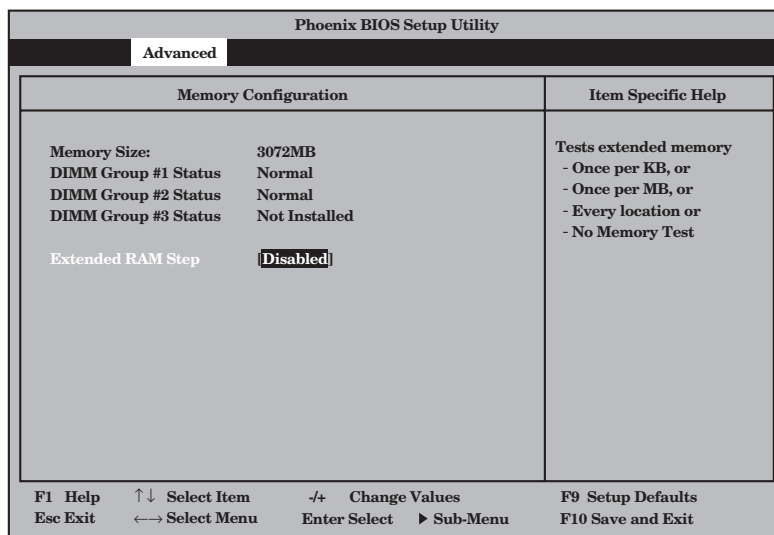 Phoenix BIOS Setup Utility
Advanced
Memory Configuration
Item Specific Help
Memory Size: 3072MB
DIMM Group #1 Status Normal
DIMM Group #2 Status Normal
DIMM Group #3 Status Not Installed
Extended RAM Step [Disabled]
Tests extended memory
- Once per KB, or
- Once per MB, or
- Every location or
- No Memory Test
F1 Help ↑↓ Select Item -/+ Change Values F9 Setup Defaults
Esc Exit ←→ Select Menu Enter Select ▶ Sub-Menu F10 Save and Exit